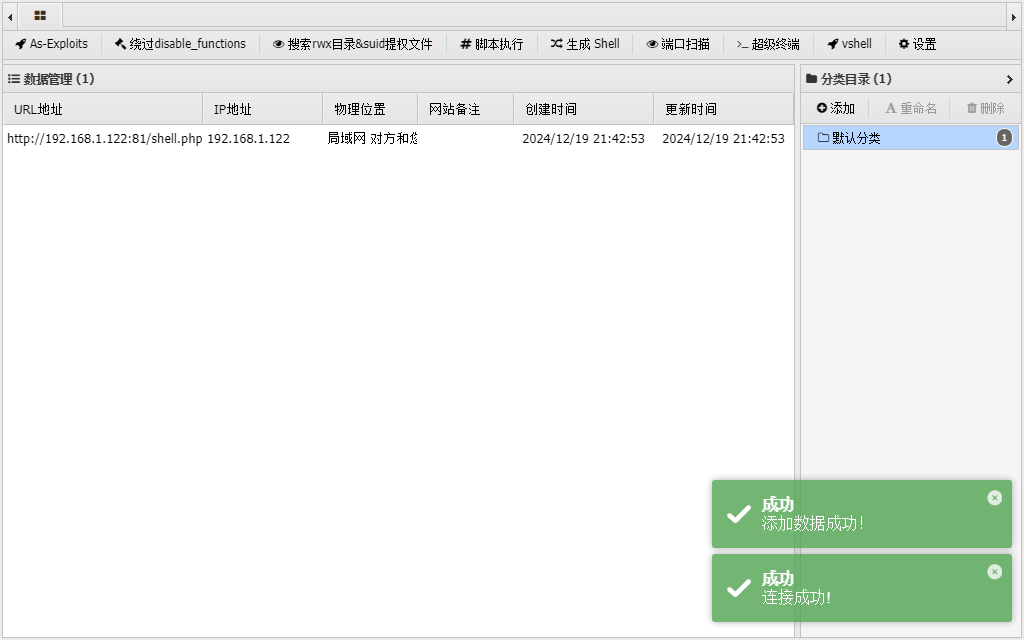 As-Exploits 绕过disable_functions 搜索rwx目录&suid提权文件 脚本执行 生成 Shell 端口扫描 超级终端 vshell 设置
数据管理 (1)
URL地址 IP地址 物理位置 网站备注 创建时间 更新时间
http://192.168.1.122:81/shell.php 192.168.1.122 局域网 对方和您 2024/12/19 21:42:53 2024/12/19 21:42:53
分类目录 (1)
添加 重命名 删除
默认分类 1
成功
添加数据成功!
成功
连接成功!